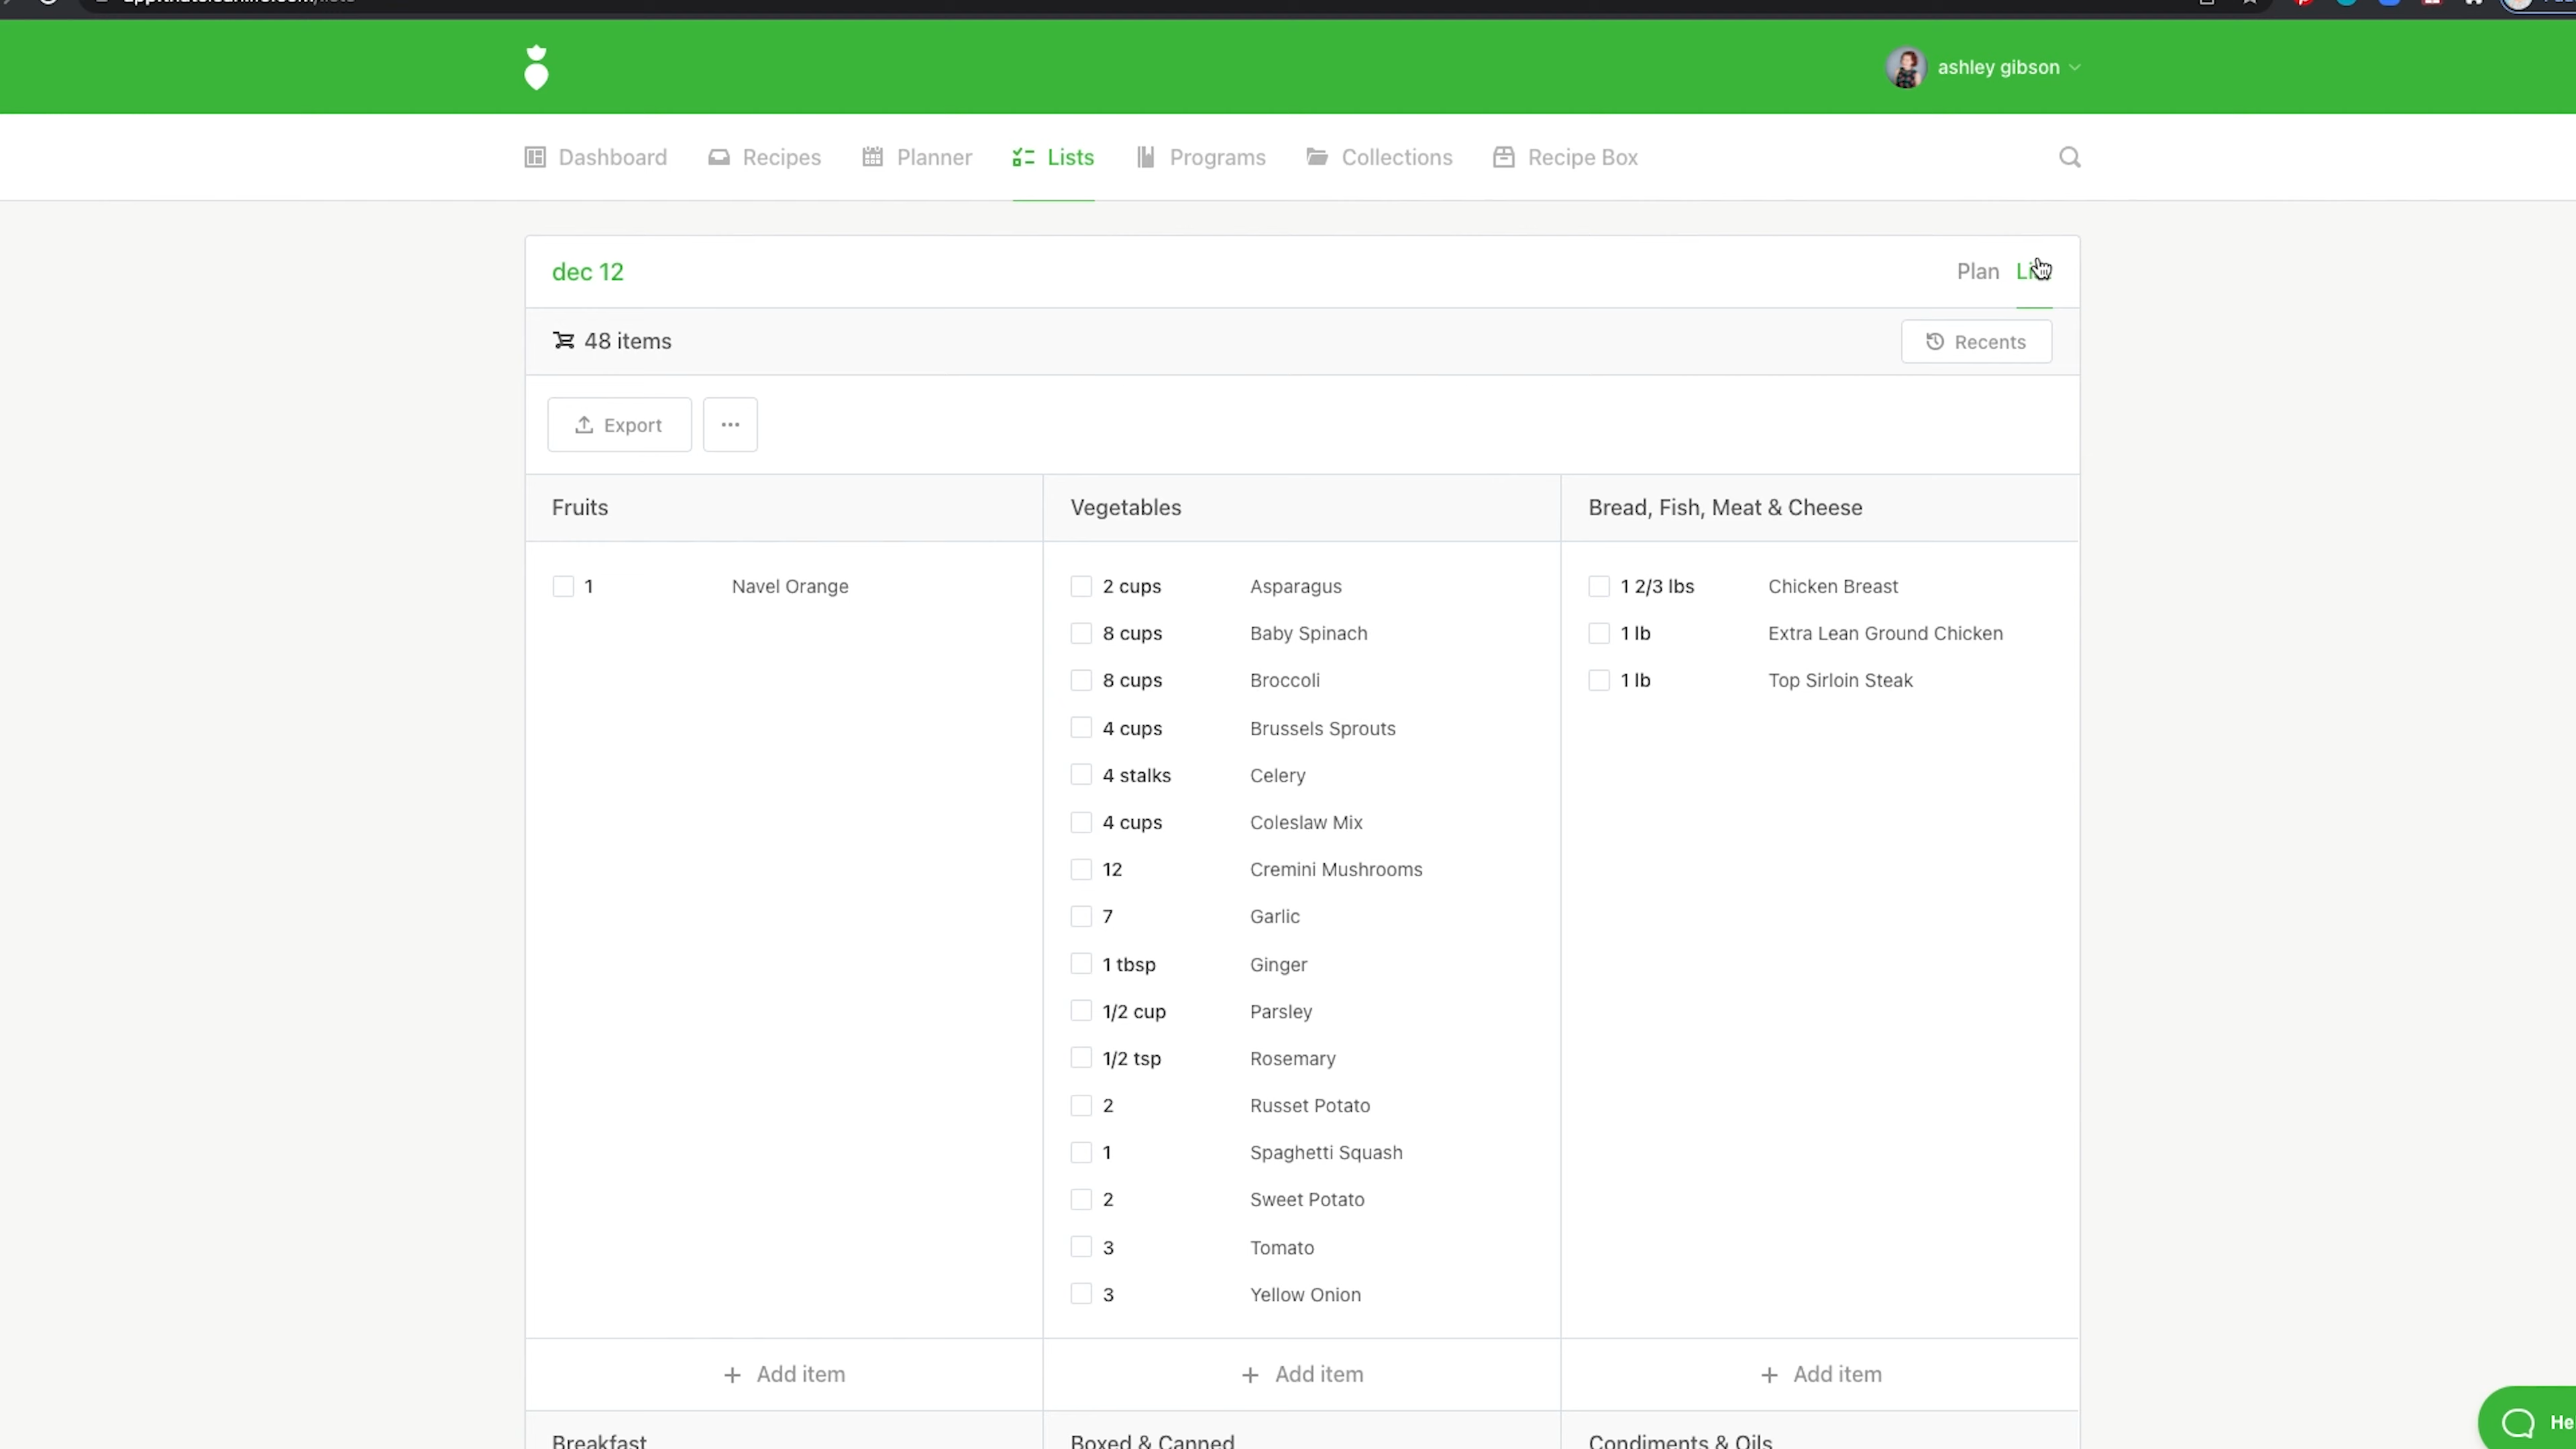 ashley gibson
Dashboard Recipes Planner Lists Programs Collections Recipe Box
dec 12
Plan
48 items
Recents
Export
Fruits
1 Navel Orange
Vegetables
2 cups Asparagus
8 cups Baby Spinach
8 cups Broccoli
4 cups Brussels Sprouts
4 stalks Celery
4 cups Coleslaw Mix
12 Cremini Mushrooms
7 Garlic
1 tbsp Ginger
1/2 cup Parsley
1/2 tsp Rosemary
2 Russet Potato
1 Spaghetti Squash
2 Sweet Potato
3 Tomato
3 Yellow Onion
Bread, Fish, Meat & Cheese
1 2/3 lbs Chicken Breast
1 lb Extra Lean Ground Chicken
1 lb Top Sirloin Steak
+ Add item
+ Add item
+ Add item
Breakfast
Boxed & Canned
Condiments & Oils